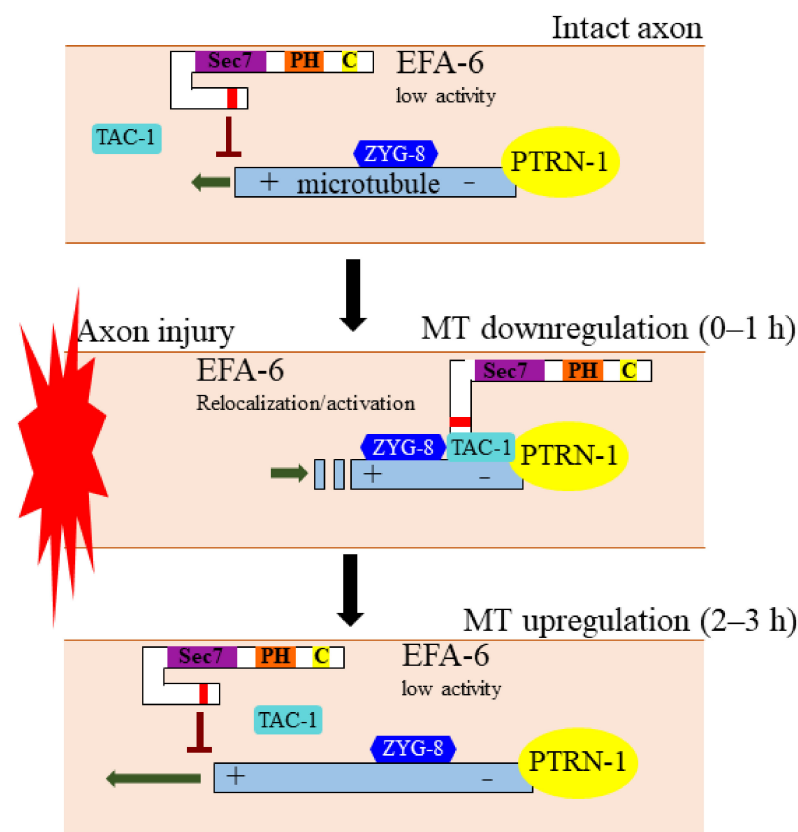 Intact axon
Sec7 PH C EFA-6
low activity
TAC-1
ZYG-8
PTRN-1
+ microtubule -
Axon injury MT downregulation (0–1 h)
EFA-6 Sec7 PH C
Relocalization/activation
ZYG-8 TAC-1 PTRN-1
+ -
MT upregulation (2–3 h)
Sec7 PH C EFA-6
low activity
TAC-1
ZYG-8
PTRN-1
+ -